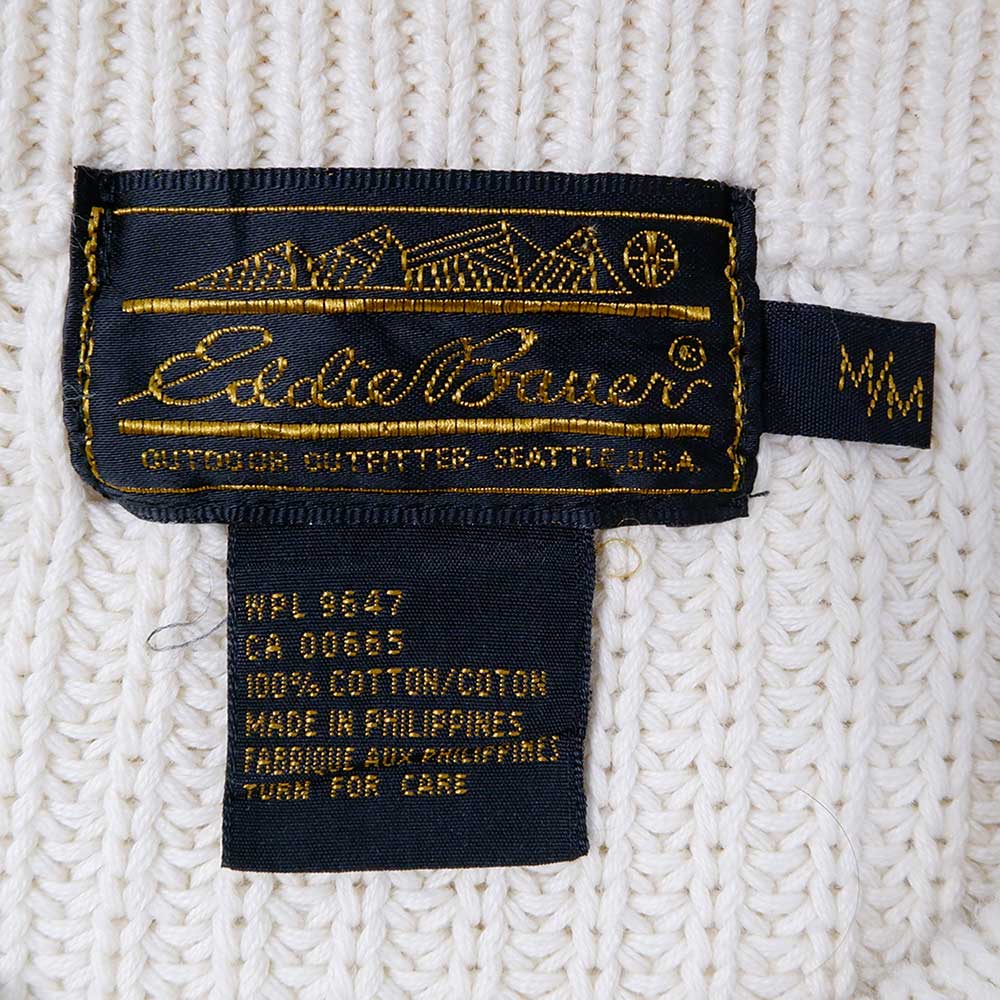 Eddie Bauer ®
OUTDOOR OUTFITTER-SEATTLE, U.S.A.
M/M
WPL 9647
CA 00665
100% COTTON/COTON
MADE IN PHILIPPINES
FABRIQUE AUX PHILIPPINES
TURN FOR CARE